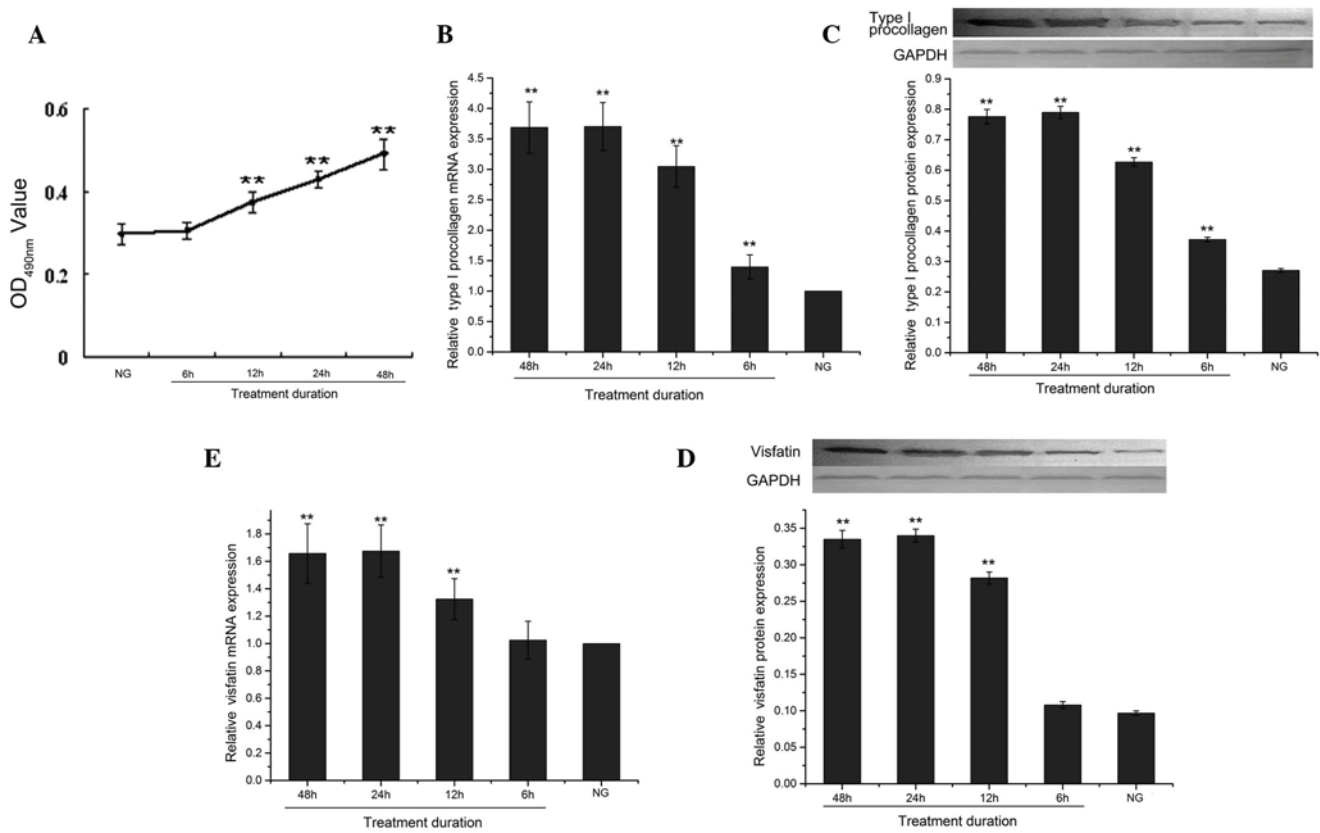 A
0.6
0.4
0.2
0
OD490nm Value
** ** **
NG 6h 12h 24h 48h
Treatment duration
B
4.5
4.0
3.5
3.0
2.5
2.0
1.5
1.0
0.5
0.0
Relative type I procollagen mRNA expression
** ** ** **
48h 24h 12h 6h NG
Treatment duration
C
Type I
procollagen
GAPDH
0.9
0.8
0.7
0.6
0.5
0.4
0.3
0.2
0.1
0.0
Relative type I procollagen protein expression
** ** ** **
48h 24h 12h 6h NG
Treatment duration
E
1.8
1.6
1.4
1.2
1.0
0.8
0.6
0.4
0.2
0.0
Relative visfatin mRNA expression
** ** **
48h 24h 12h 6h NG
Treatment duration
D
Visfatin
GAPDH
0.35
0.30
0.25
0.20
0.15
0.10
0.05
0.00
Relative visfatin protein expression
** ** **
48h 24h 12h 6h NG
Treatment duration